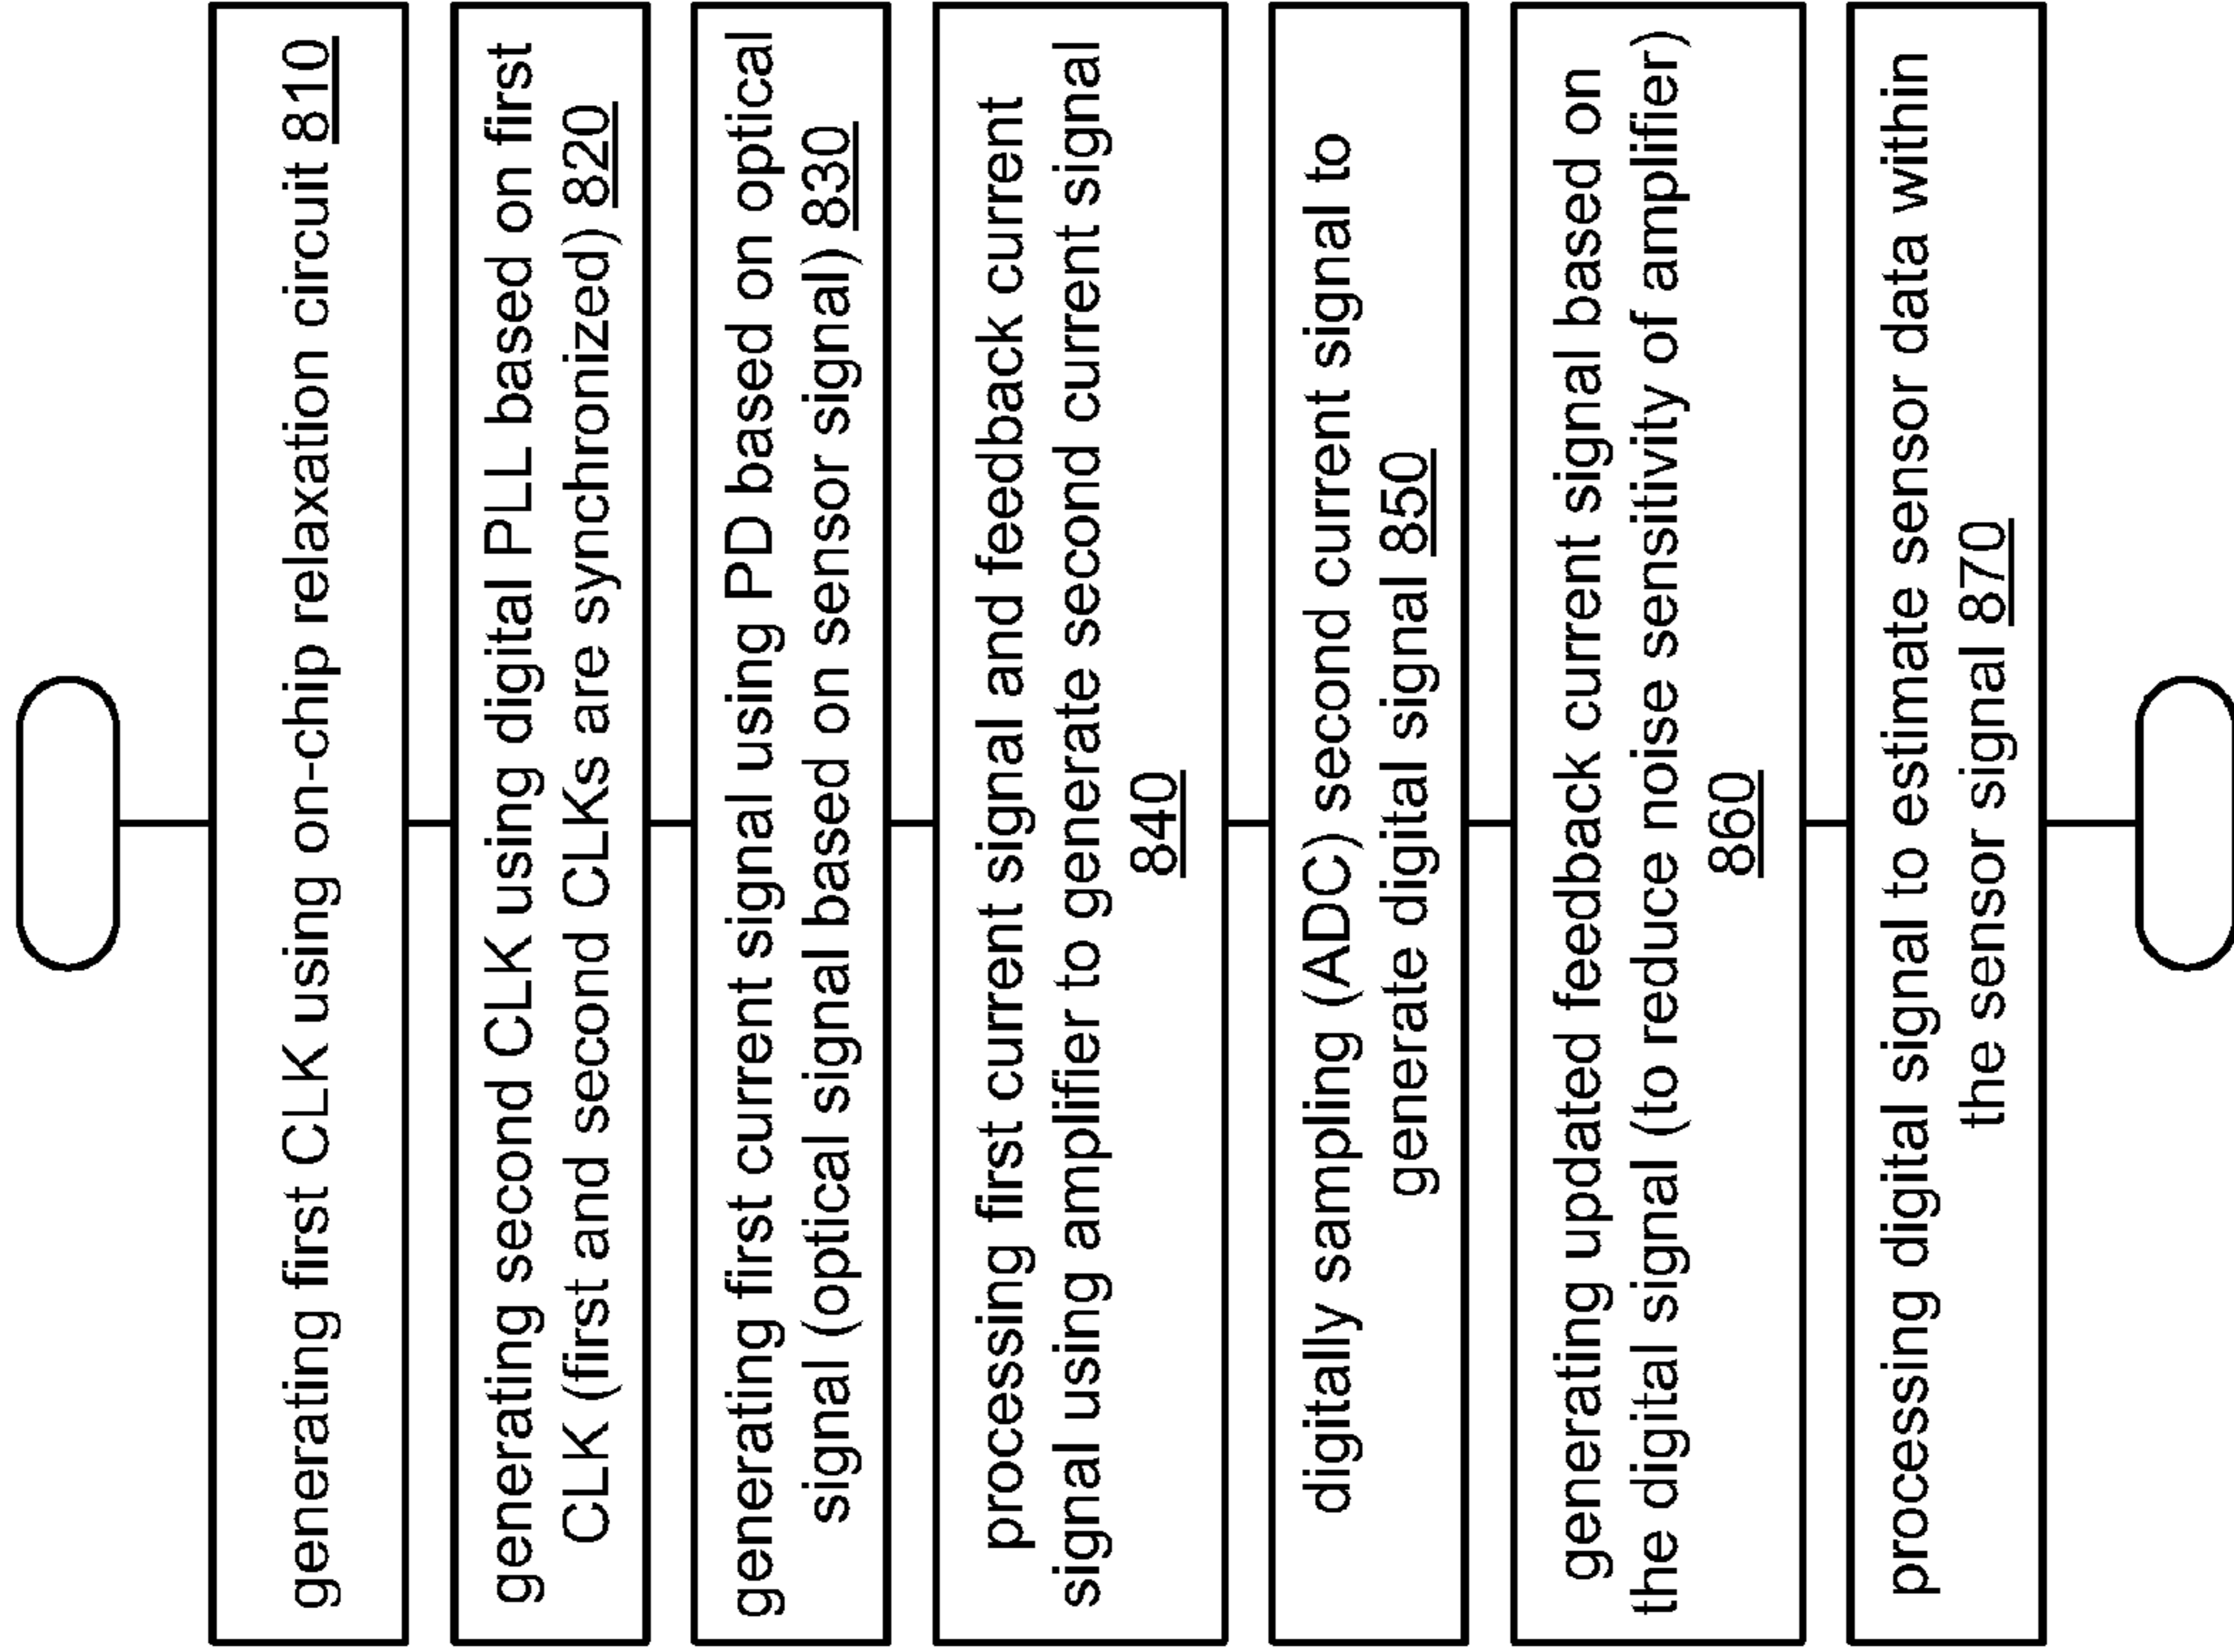 generating first CLK using on-chip relaxation circuit 810
generating second CLK using digital PLL based on first
CLK (first and second CLKs are synchronized) 820
generating first current signal using PD based on optical
signal (optical signal based on sensor signal) 830
processing first current signal and feedback current
signal using amplifier to generate second current signal
840
digitally sampling (ADC) second current signal to
generate digital signal 850
generating updated feedback current signal based on
the digital signal (to reduce noise sensitivity of amplifier)
860
processing digital signal to estimate sensor data within
the sensor signal 870